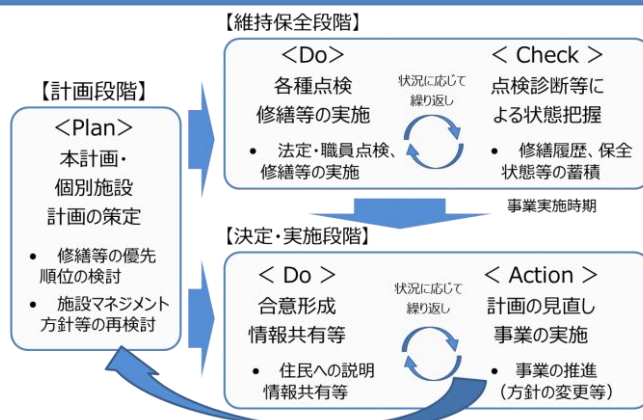 【維持保全段階】
<Do>
各種点検
修繕等の実施
• 法定・職員点検、
修繕等の実施
状況に応じて
繰り返し
< Check >
点検診断等に
よる状態把握
• 修繕履歴、保全
状態等の蓄積
【計画段階】
<Plan>
本計画・
個別施設
計画の策定
• 修繕等の優先
順位の検討
• 施設マネジメント
方針等の再検討
事業実施時期
【決定・実施段階】
< Do >
合意形成
情報共有等
• 住民への説明
情報共有等
状況に応じて
繰り返し
< Action >
計画の見直し
事業の実施
• 事業の推進
(方針の変更等)